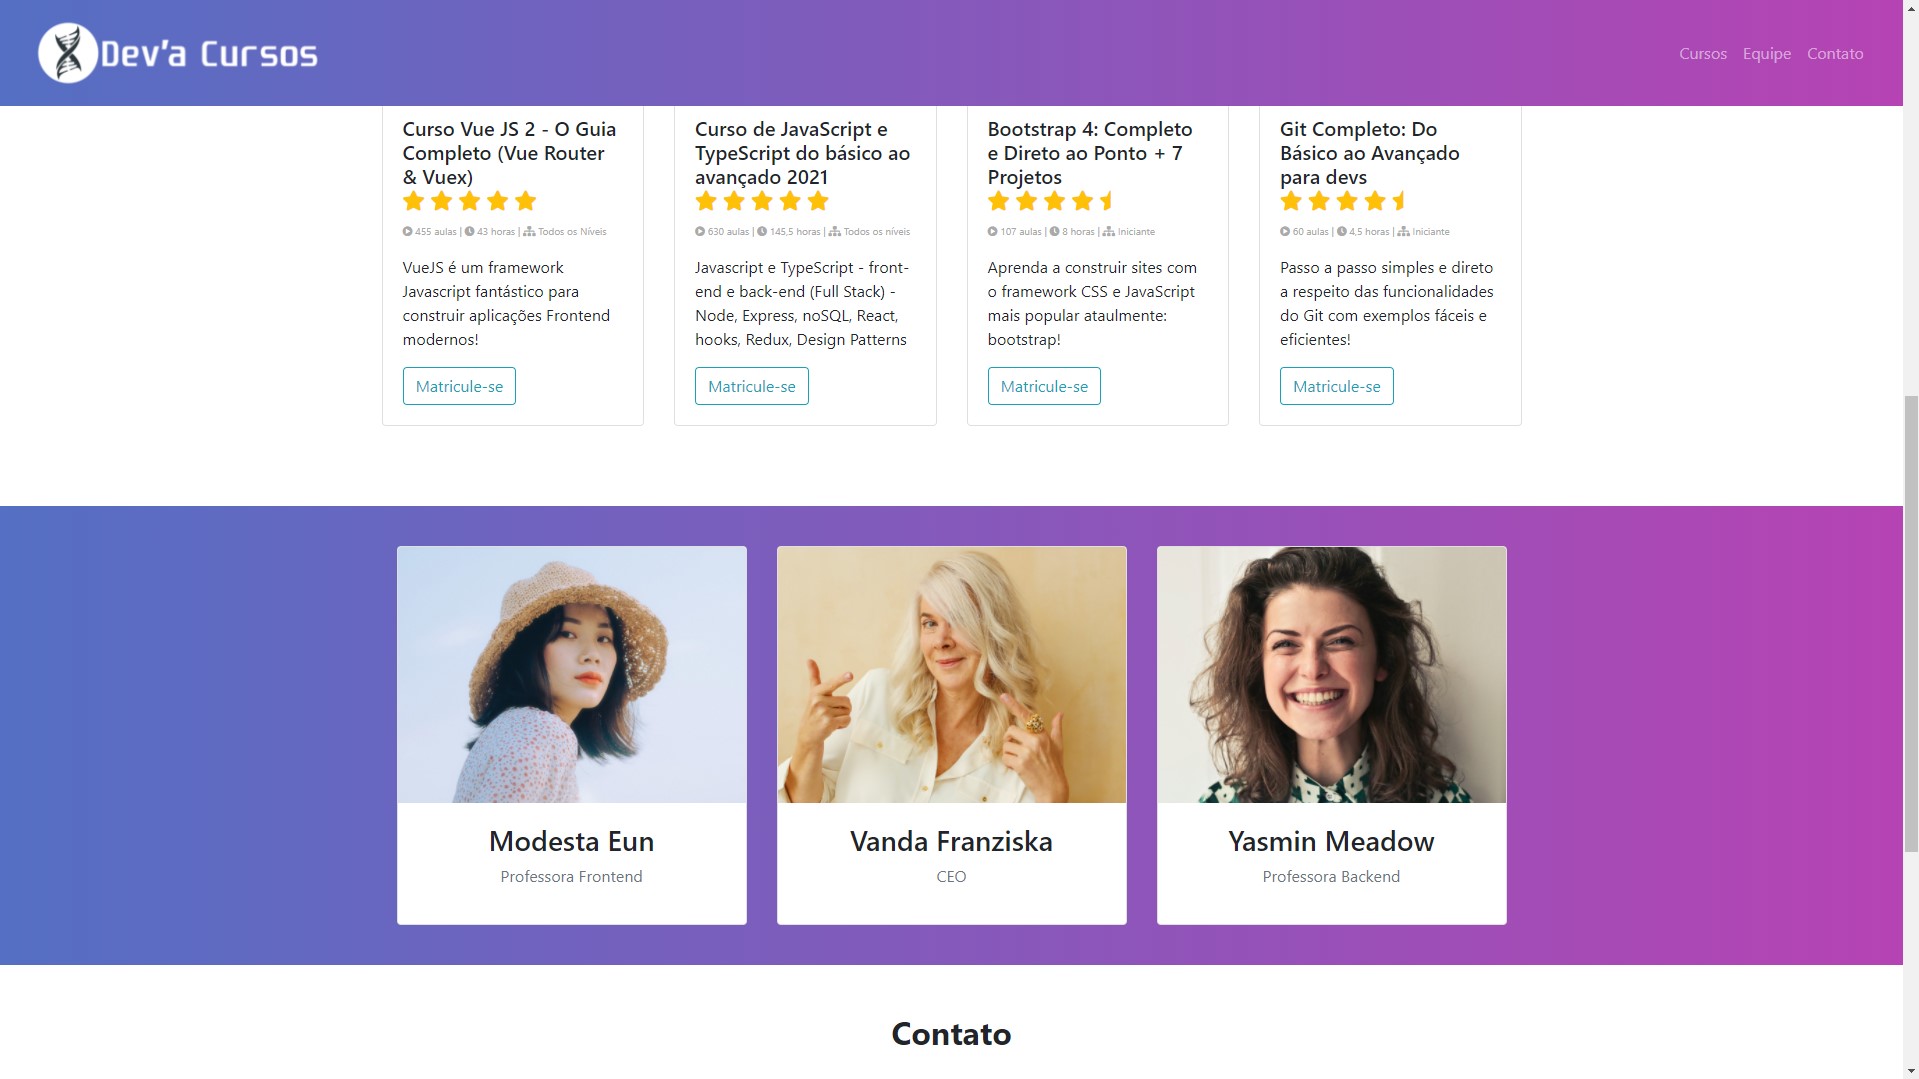 Dev'a Cursos
Cursos Equipe Contato
Curso Vue JS 2 - O Guia
Completo (Vue Router
& Vuex)
455 aulas | 43 horas | Todos os Níveis
VueJS é um framework
Javascript fantástico para
construir aplicações Frontend
modernos!
Matricule-se
Curso de JavaScript e
TypeScript do básico ao
avançado 2021
630 aulas | 145,5 horas | Todos os níveis
Javascript e TypeScript - front-
end e back-end (Full Stack) -
Node, Express, noSQL, React,
hooks, Redux, Design Patterns
Matricule-se
Bootstrap 4: Completo
e Direto ao Ponto + 7
Projetos
107 aulas | 8 horas | Iniciante
Aprenda a construir sites com
o framework CSS e JavaScript
mais popular ataulmente:
bootstrap!
Matricule-se
Git Completo: Do
Básico ao Avançado
para devs
60 aulas | 4,5 horas | Iniciante
Passo a passo simples e direto
a respeito das funcionalidades
do Git com exemplos fáceis e
eficientes!
Matricule-se
Modesta Eun
Professora Frontend
Vanda Franziska
CEO
Yasmin Meadow
Professora Backend
Contato